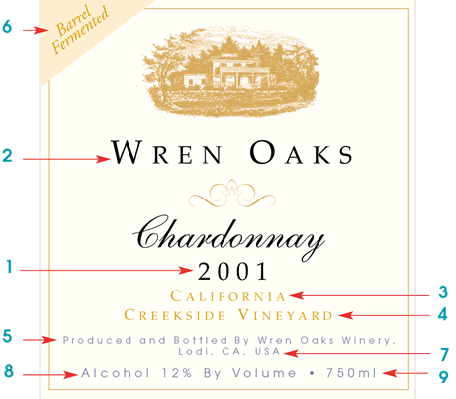 Barrel
Fermented
6
2
WREN OAKS
Chardonnay
1
2001
CALIFORNIA
3
CREEKSIDE VINEYARD
4
5
Produced and Bottled By Wren Oaks Winery,
Lodi, CA, USA
7
8
Alcohol 12% By Volume • 750ml
9